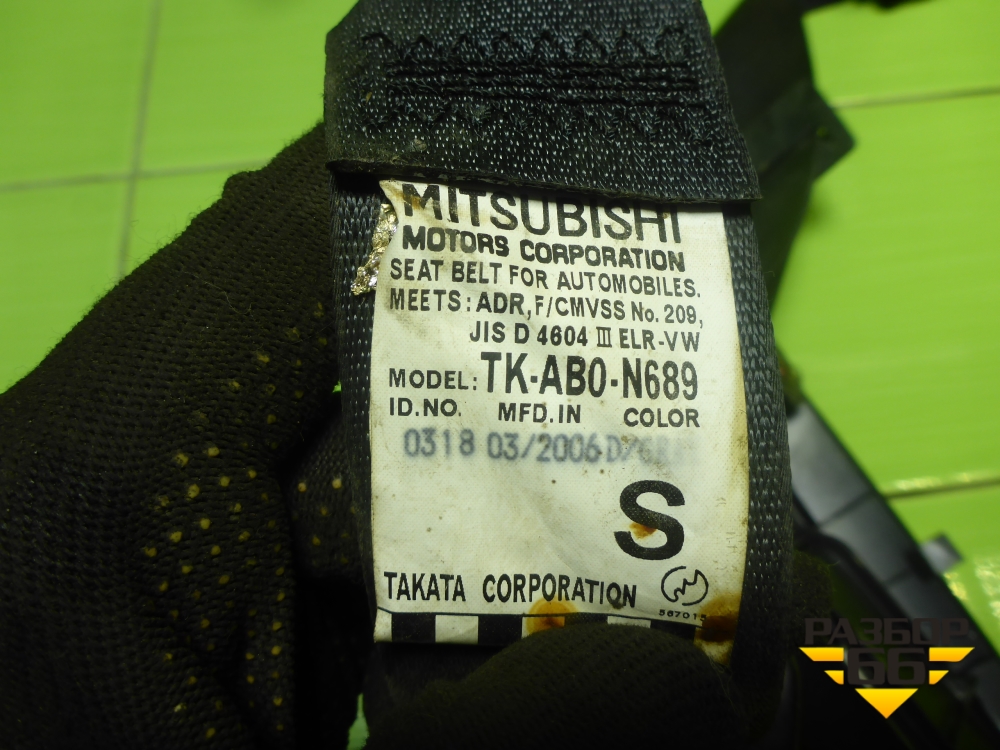 MITSUBISHI
MOTORS CORPORATION
SEAT BELT FOR AUTOMOBILES.
MEETS: ADR, F/CMVSS No. 209,
JIS D 4604 III ELR-VW
MODEL: TK-AB0-N689
ID.NO. MFD.IN COLOR
0318 03/2006
S
TAKATA CORPORATION
РАЗБОР
66